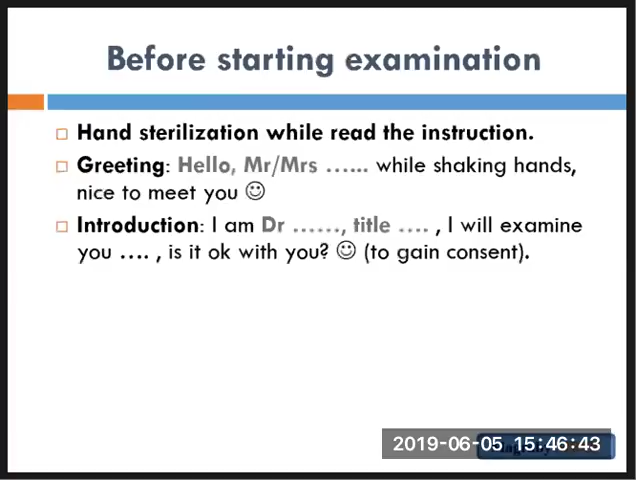 Before starting examination
Hand sterilization while read the instruction.
Greeting: Hello, Mr/Mrs ...... while shaking hands,
nice to meet you ☺
Introduction: I am Dr ......, title .... , I will examine
you .... , is it ok with you? ☺ (to gain consent).
2019-06-05 15:46:43